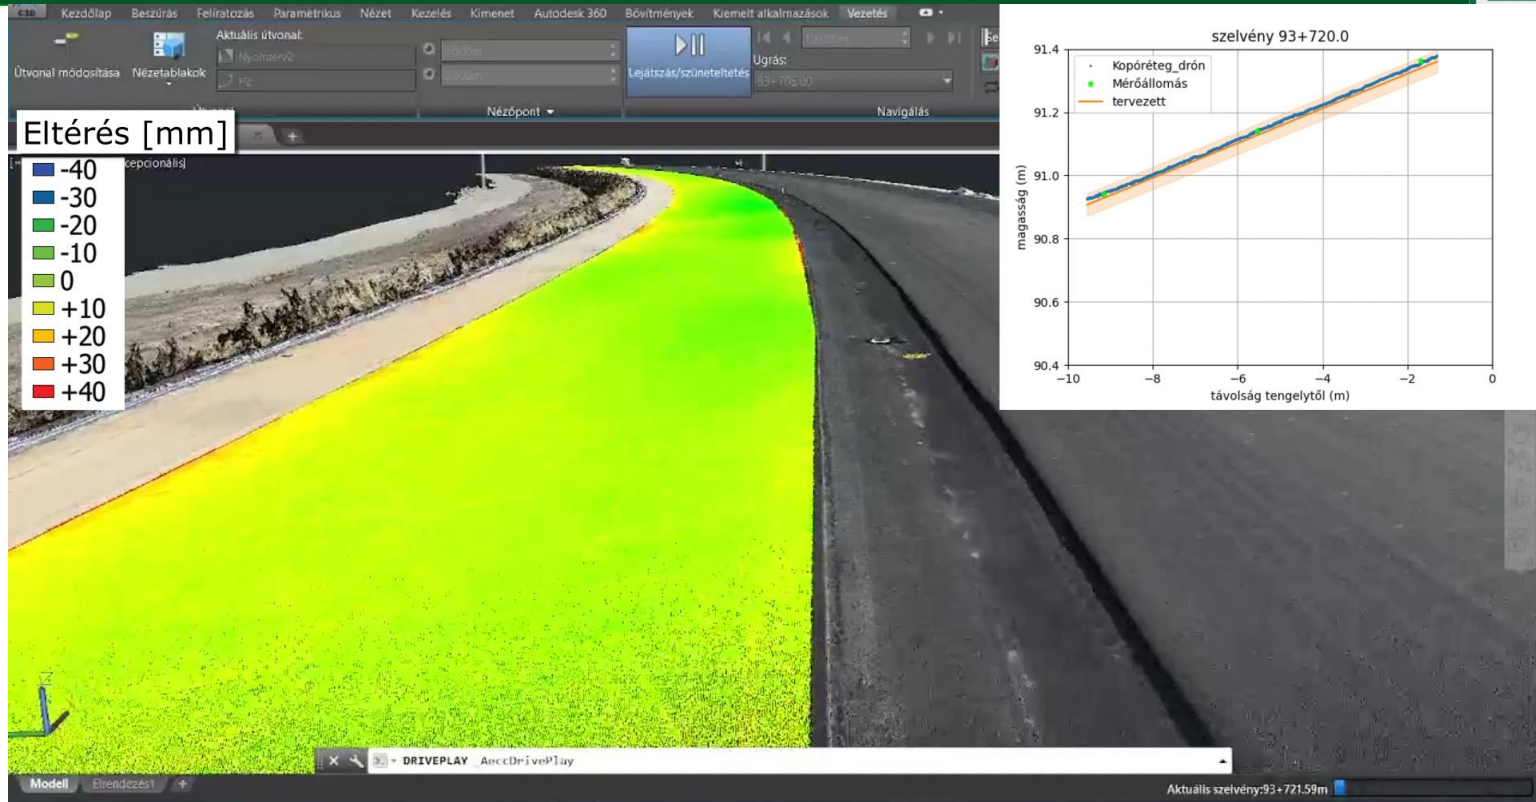 C3D
Kezdőlap Beszúrás Feliratozás Parametrikus Nézet Kezelés Kimenet Autodesk 360 Bővítmények Kiemelt alkalmazások Vezetés
Útvonal módosítása
Nézetablakok
Aktuális útvonal:
Nyomterv2
Lejátszás/szüneteltetés
Ugrás:
93+705.00
Nézőpont
Navigálás
Eltérés [mm]
-40
-30
-20
-10
0
+10
+20
+30
+40
szelvény 93+720.0
Kopóréteg_drón
Mérőállomás
tervezett
magasság (m)
91.4
91.2
91.0
90.8
90.6
90.4
−10 −8 −6 −4 −2 0
távolság tengelytől (m)
Z
DRIVEPLAY _AeccDrivePlay
Modell Elrendezés1 +
Aktuális szelvény:93+721.59m